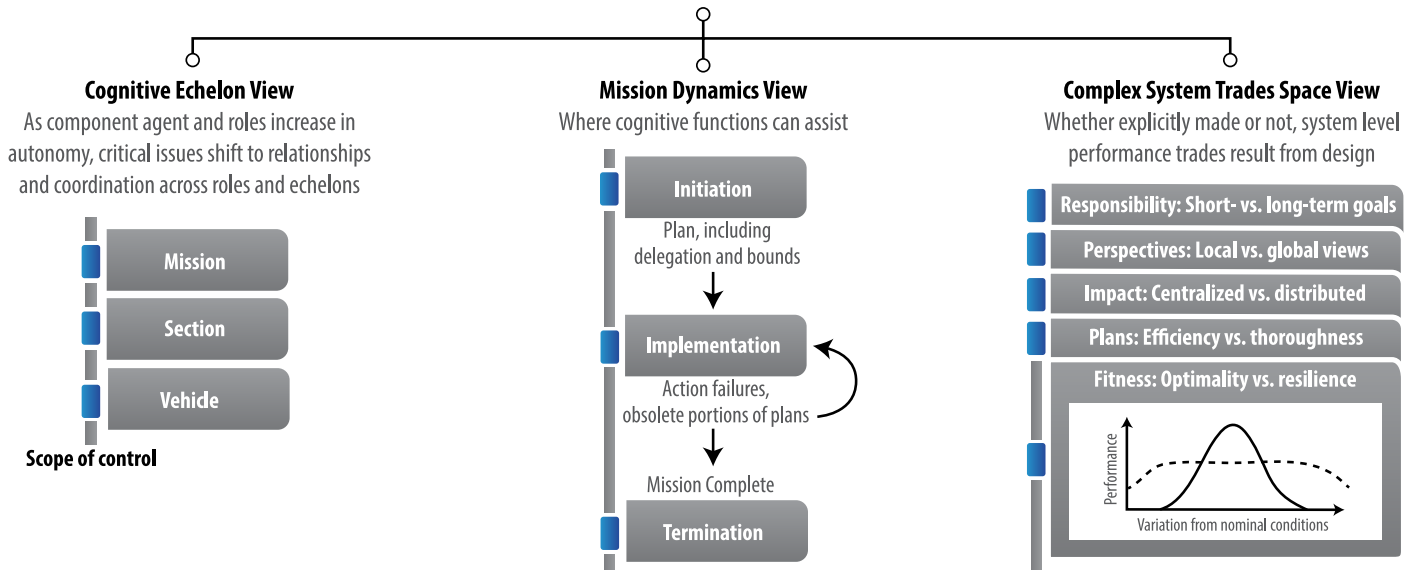 Cognitive Echelon View
As component agent and roles increase in
autonomy, critical issues shift to relationships
and coordination across roles and echelons
Mission
Section
Vehicle
Scope of control
Mission Dynamics View
Where cognitive functions can assist
Initiation
Plan, including
delegation and bounds
Implementation
Action failures,
obsolete portions of plans
Mission Complete
Termination
Complex System Trades Space View
Whether explicitly made or not, system level
performance trades result from design
Responsibility: Short- vs. long-term goals
Perspectives: Local vs. global views
Impact: Centralized vs. distributed
Plans: Efficiency vs. thoroughness
Fitness: Optimality vs. resilience
Performance
Variation from nominal conditions